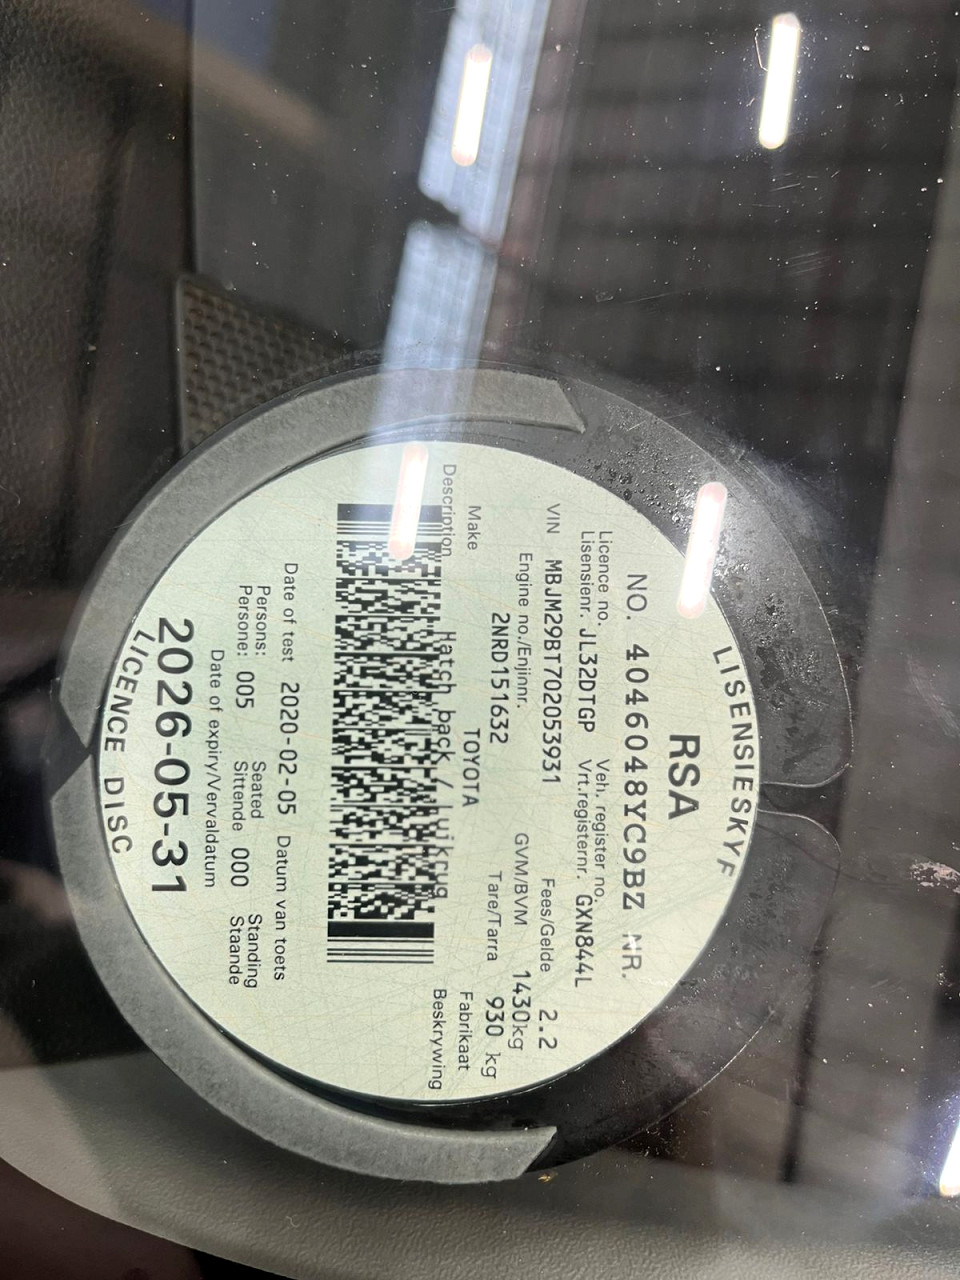 LISENSIESKYF
RSA
NO. 4046048YC9BZ NR.
Licence no. Veh. register no.
Lisensienr. JL32DTGP Vrt.registernr. GXN844L
VIN MBJM29BT702053931 Fees/Gelde 2.2
Engine no./Enjinnr. GVM/BVM 1430kg
2NRD151632 Tare/Tarra 930 kg
Make TOYOTA Fabrikaat
Description Hatch back / Luikrug Beskrywing
Date of test 2020-02-05 Datum van toets
Persons: Seated Standing
Persone: 005 Sittende 000 Staande
Date of expiry/Vervaldatum
2026-05-31
LICENCE DISC